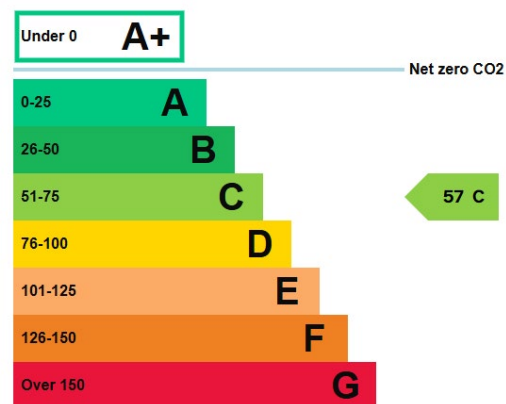 Under 0 A+
Net zero CO2
0-25 A
26-50 B
51-75 C
57 C
76-100 D
101-125 E
126-150 F
Over 150 G